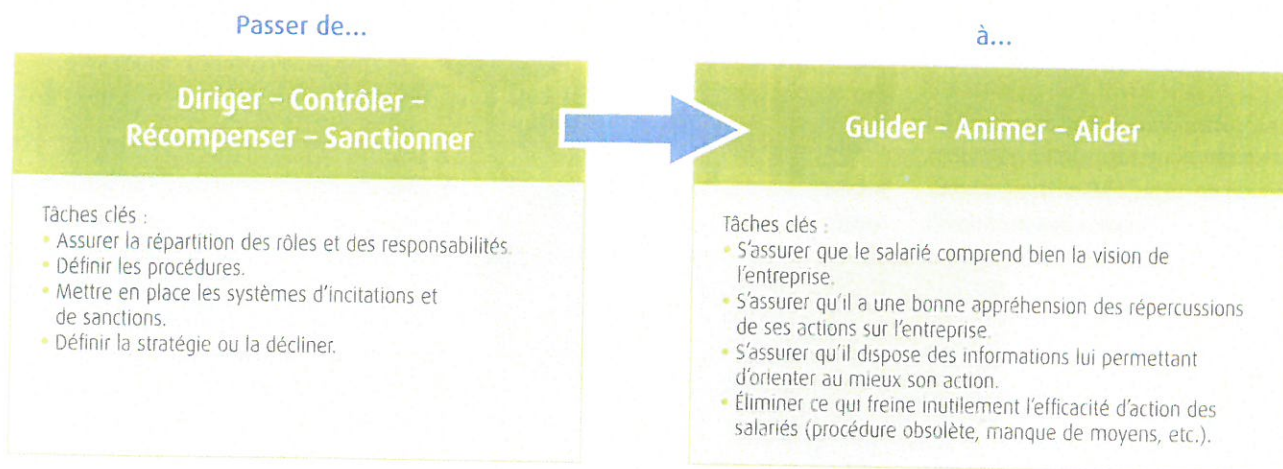 Passer de...
Diriger – Contrôler –
Récompenser – Sanctionner
Tâches clés :
• Assurer la répartition des rôles et des responsabilités.
• Définir les procédures.
• Mettre en place les systèmes d'incitations et
de sanctions.
• Définir la stratégie ou la décliner.
à...
Guider – Animer – Aider
Tâches clés :
• S'assurer que le salarié comprend bien la vision de
l'entreprise.
• S'assurer qu'il a une bonne appréhension des répercussions
de ses actions sur l'entreprise.
• S'assurer qu'il dispose des informations lui permettant
d'orienter au mieux son action.
• Éliminer ce qui freine inutilement l'efficacité d'action des
salariés (procédure obsolète, manque de moyens, etc.).